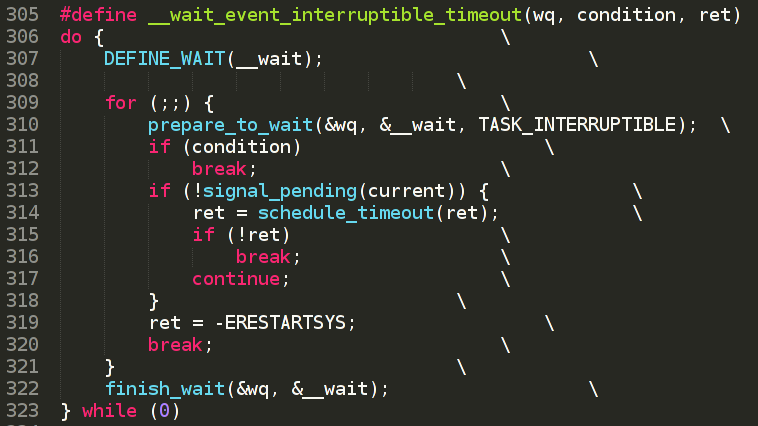 305 #define __wait_event_interruptible_timeout(wq, condition, ret)
306 do { \
307 DEFINE_WAIT(__wait); \
308 \
309 for (;;) { \
310 prepare_to_wait(&wq, &__wait, TASK_INTERRUPTIBLE); \
311 if (condition) \
312 break; \
313 if (!signal_pending(current)) { \
314 ret = schedule_timeout(ret); \
315 if (!ret) \
316 break; \
317 continue; \
318 } \
319 ret = -ERESTARTSYS; \
320 break; \
321 } \
322 finish_wait(&wq, &__wait); \
323 } while (0)